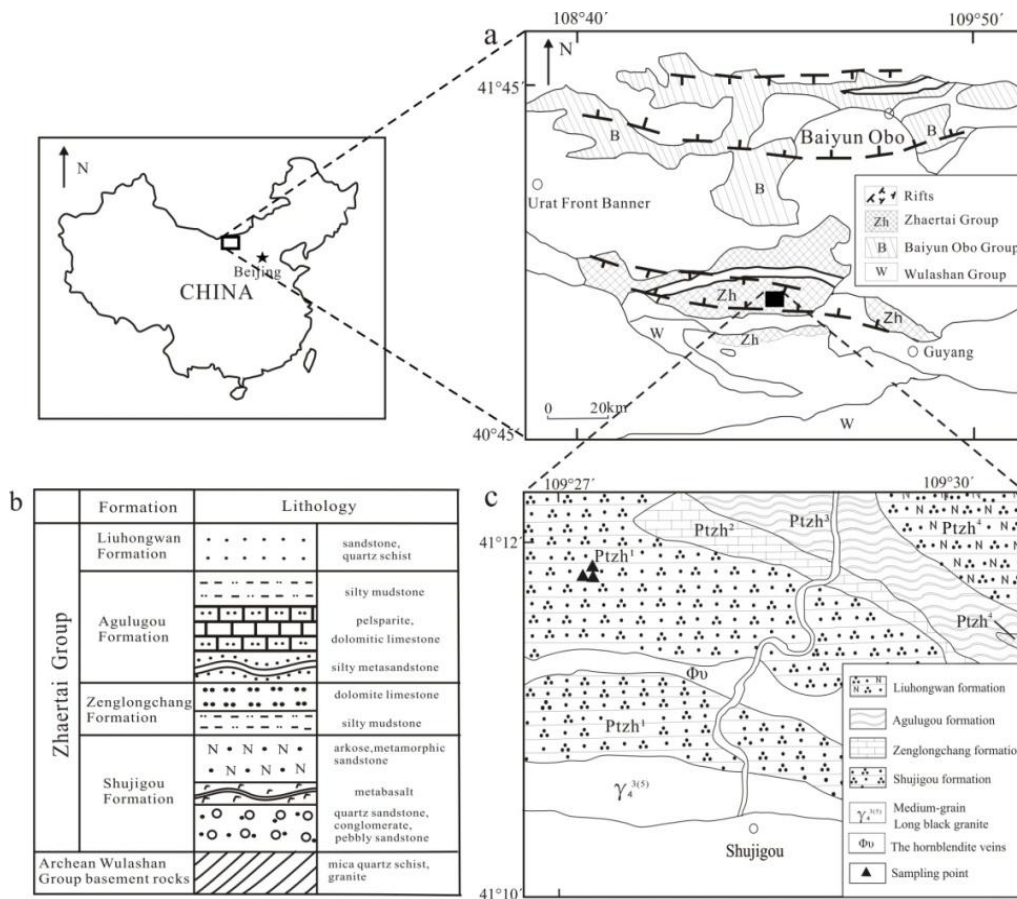 108°40′
109°50′
a
N
41°45′
B
Baiyun Obo
B
B
Urat Front Banner
Rifts
Zh
Zhaertai Group
B
Baiyun Obo Group
W
Wulashan Group
Zh
Zh
W
Zh
Guyang
0 20km
W
40°45′
N
Beijing
CHINA
b
Formation
Lithology
Zhaertai Group
Liuhongwan
Formation
sandstone,
quartz schist
Agulugou
Formation
silty mudstone
pelsparite,
dolomitic limestone
silty metasandstone
Zenglongchang
Formation
dolomite limestone
silty mudstone
Shujigou
Formation
N N N
N N N
arkose,metamorphic
sandstone
metabasalt
quartz sandstone,
conglomerate,
pebbly sandstone
Archean Wulashan
Group basement rocks
mica quartz schist,
granite
c
109°27′
109°30′
41°12′
Ptzh¹
Ptzh²
Ptzh³
Ptzh⁴
Ptzh⁴
Φυ
Ptzh¹
γ₄³⁽⁵⁾
Shujigou
41°10′
Liuhongwan formation
Agulugou formation
Zenglongchang formation
Shujigou formation
γ₄³⁽⁵⁾
Medium-grain
Long black granite
Φυ
The hornblendite veins
Sampling point